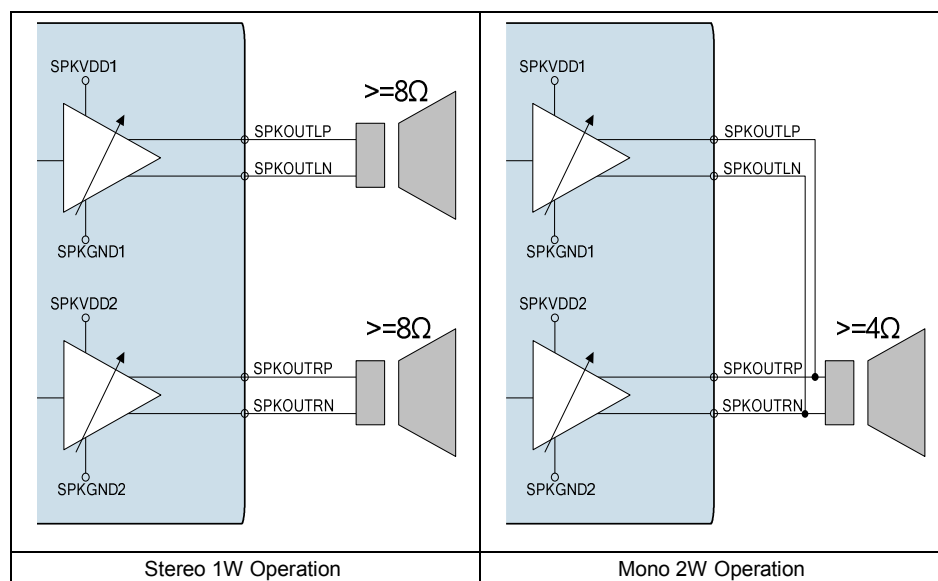 SPKVDD1
>=8Ω
SPKOUTLP
SPKOUTLN
SPKGND1
SPKVDD2
>=8Ω
SPKOUTRP
SPKOUTRN
SPKGND2
Stereo 1W Operation
SPKVDD1
SPKOUTLP
SPKOUTLN
SPKGND1
SPKVDD2
>=4Ω
SPKOUTRP
SPKOUTRN
SPKGND2
Mono 2W Operation